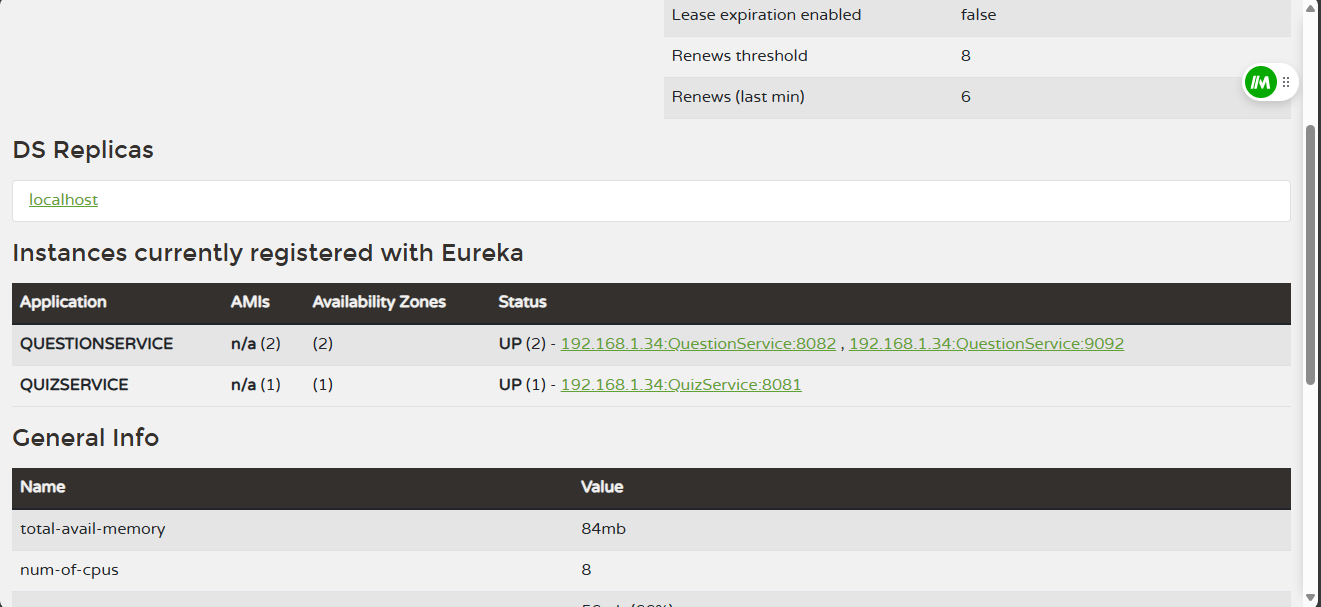 Lease expiration enabled false
Renews threshold 8
Renews (last min) 6
DS Replicas
localhost
Instances currently registered with Eureka
Application AMIs Availability Zones Status
QUESTIONSERVICE n/a (2) (2) UP (2) - 192.168.1.34:QuestionService:8082 , 192.168.1.34:QuestionService:9092
QUIZSERVICE n/a (1) (1) UP (1) - 192.168.1.34:QuizService:8081
General Info
Name Value
total-avail-memory 84mb
num-of-cpus 8